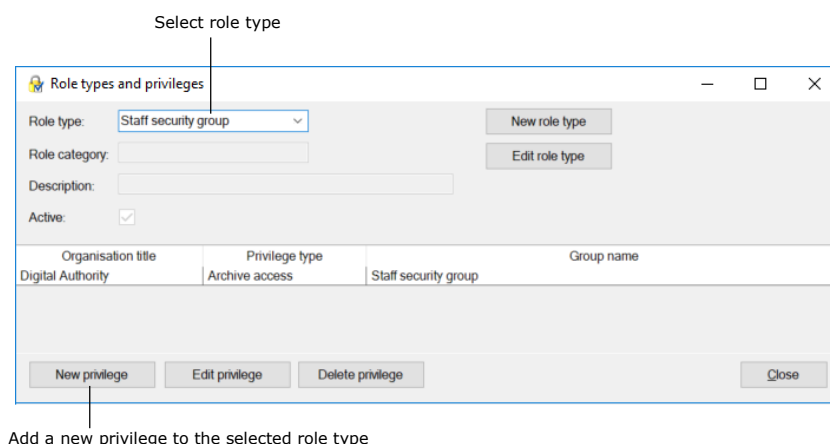 Select role type
Role types and privileges
Role type: Staff security group New role type
Role category: Edit role type
Description:
Active:
Organisation title Privilege type Group name
Digital Authority Archive access Staff security group
New privilege Edit privilege Delete privilege Close
Add a new privilege to the selected role type